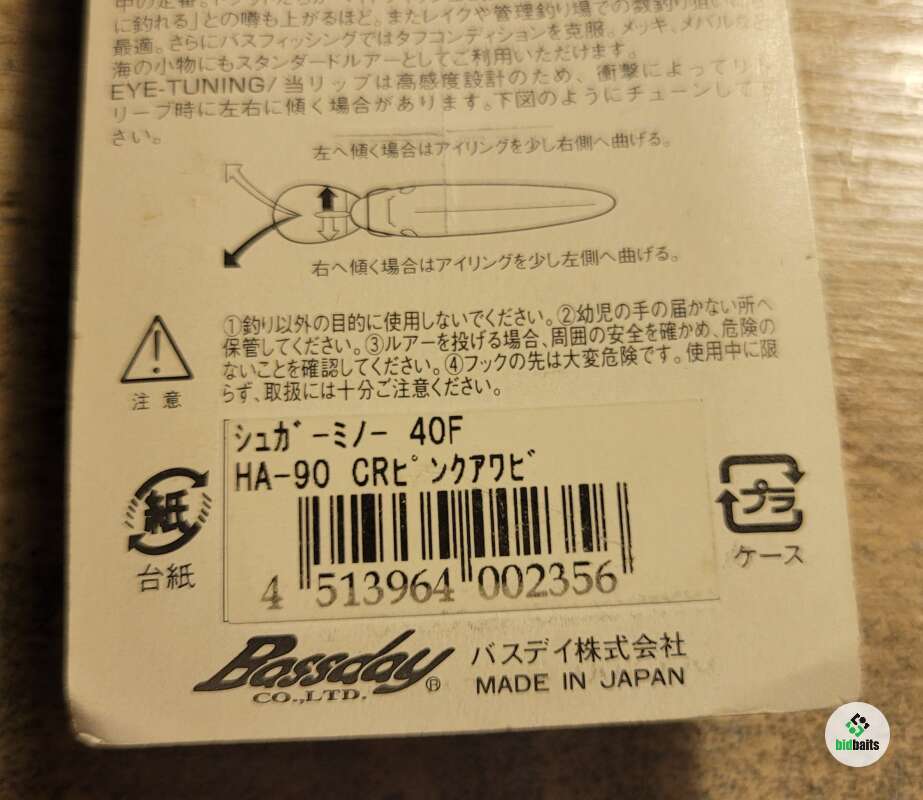 に釣れる」との噂も上がるほど。またレイクや管理釣り場での数釣り狙い
最適。さらにバスフィッシングではタフコンディションを克服。メッキ、メバルなど
海の小物にもスタンダードルアーとしてご利用いただけます。
EYE-TUNING/当リップは高感度設計のため、衝撃によってリト
リーブ時に左右に傾く場合があります。下図のようにチューンして
さい。
左へ傾く場合はアイリングを少し右側へ曲げる。
右へ傾く場合はアイリングを少し左側へ曲げる。
①釣り以外の目的に使用しないでください。②幼児の手の届かない所へ
保管してください。③ルアーを投げる場合、周囲の安全を確かめ、危険の
ないことを確認してください。④フックの先は大変危険です。使用中に限
らず、取扱には十分ご注意ください。
注意
シュガーミノー 40F
HA-90 CRピンクアワビ
4 513964 002356
紙
台紙
プラ
ケース
Bassday®
CO.,LTD.
バスデイ株式会社
MADE IN JAPAN
bidbaits